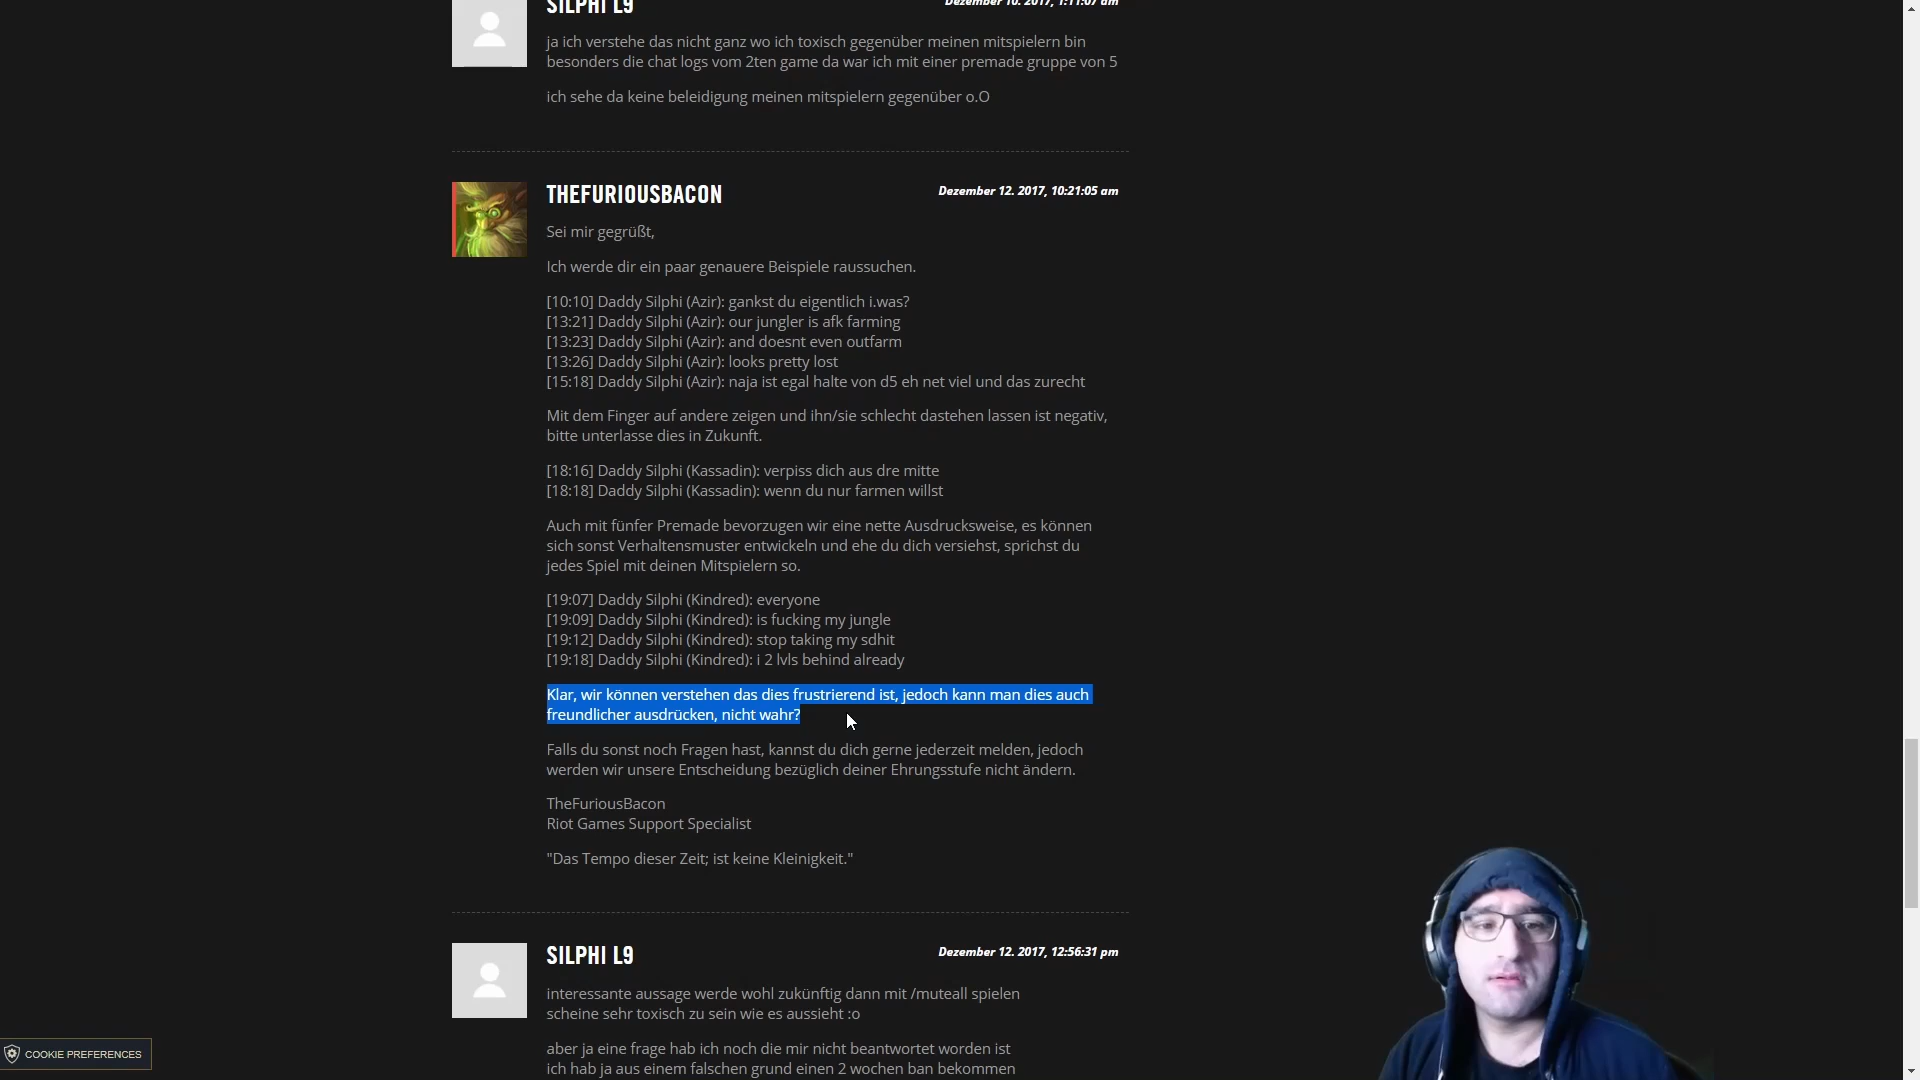 SILPHI L9
Dezember 10. 2017, 1:11:07 am
ja ich verstehe das nicht ganz wo ich toxisch gegenüber meinen mitspielern bin
besonders die chat logs vom 2ten game da war ich mit einer premade gruppe von 5
ich sehe da keine beleidigung meinen mitspielern gegenüber o.O
THEFURIOUSBACON
Dezember 12. 2017, 10:21:05 am
Sei mir gegrüßt,
Ich werde dir ein paar genauere Beispiele raussuchen.
[10:10] Daddy Silphi (Azir): gankst du eigentlich i.was?
[13:21] Daddy Silphi (Azir): our jungler is afk farming
[13:23] Daddy Silphi (Azir): and doesnt even outfarm
[13:26] Daddy Silphi (Azir): looks pretty lost
[15:18] Daddy Silphi (Azir): naja ist egal halte von d5 eh net viel und das zurecht
Mit dem Finger auf andere zeigen und ihn/sie schlecht dastehen lassen ist negativ,
bitte unterlasse dies in Zukunft.
[18:16] Daddy Silphi (Kassadin): verpiss dich aus dre mitte
[18:18] Daddy Silphi (Kassadin): wenn du nur farmen willst
Auch mit fünfer Premade bevorzugen wir eine nette Ausdrucksweise, es können
sich sonst Verhaltensmuster entwickeln und ehe du dich versiehst, sprichst du
jedes Spiel mit deinen Mitspielern so.
[19:07] Daddy Silphi (Kindred): everyone
[19:09] Daddy Silphi (Kindred): is fucking my jungle
[19:12] Daddy Silphi (Kindred): stop taking my sdhit
[19:18] Daddy Silphi (Kindred): i 2 lvls behind already
Klar, wir können verstehen das dies frustrierend ist, jedoch kann man dies auch
freundlicher ausdrücken, nicht wahr?
Falls du sonst noch Fragen hast, kannst du dich gerne jederzeit melden, jedoch
werden wir unsere Entscheidung bezüglich deiner Ehrungsstufe nicht ändern.
TheFuriousBacon
Riot Games Support Specialist
"Das Tempo dieser Zeit; ist keine Kleinigkeit."
SILPHI L9
Dezember 12. 2017, 12:56:31 pm
interessante aussage werde wohl zukünftig dann mit /muteall spielen
scheine sehr toxisch zu sein wie es aussieht :o
aber ja eine frage hab ich noch die mir nicht beantwortet worden ist
ich hab ja aus einem falschen grund einen 2 wochen ban bekommen
COOKIE PREFERENCES